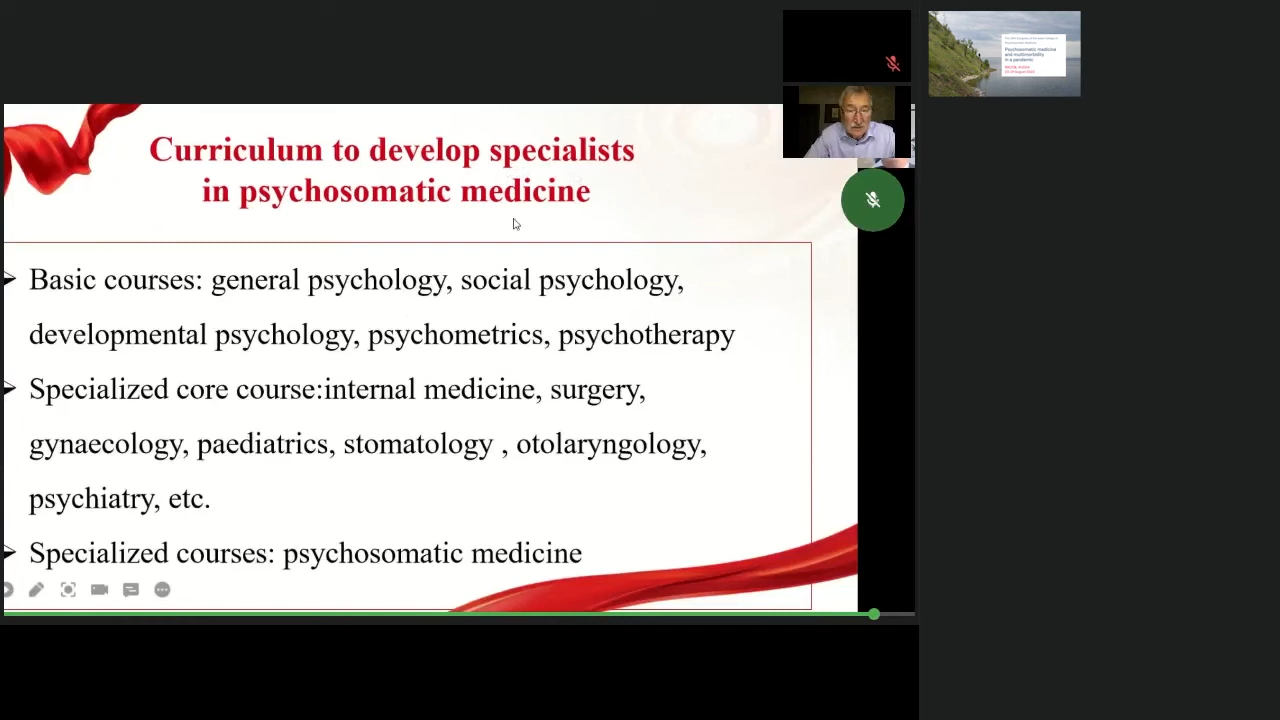 Curriculum to develop specialists
in psychosomatic medicine
Basic courses: general psychology, social psychology,
developmental psychology, psychometrics, psychotherapy
Specialized core course:internal medicine, surgery,
gynaecology, paediatrics, stomatology , otolaryngology,
psychiatry, etc.
Specialized courses: psychosomatic medicine
Psychosomatic medicine
and multimorbidity
in a pandemic